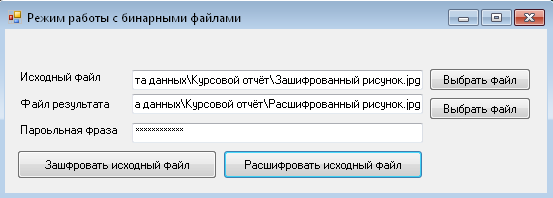 Режим работы с бинарными файлами
Исходный файл та данных\Курсовой отчёт\Зашифрованный рисунок.jpg Выбрать файл
Файл результата а данных\Курсовой отчёт\Расшифрованный рисунок.jpg Выбрать файл
Пароьльная фраза ************
Зашфровать исходный файл Расшифровать исходный файл